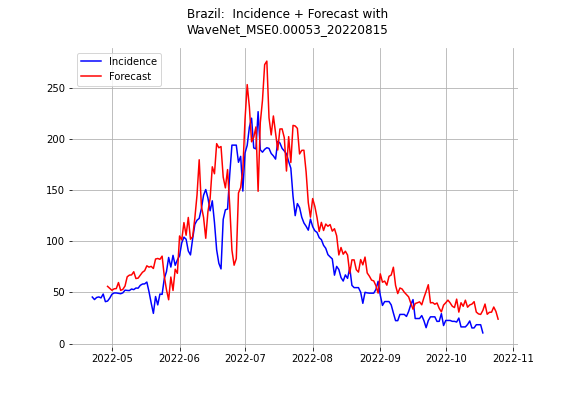 Brazil:  Incidence + Forecast with
WaveNet_MSE0.00053_20220815
Incidence
Forecast
250
200
150
100
50
0
2022-05 2022-06 2022-07 2022-08 2022-09 2022-10 2022-11